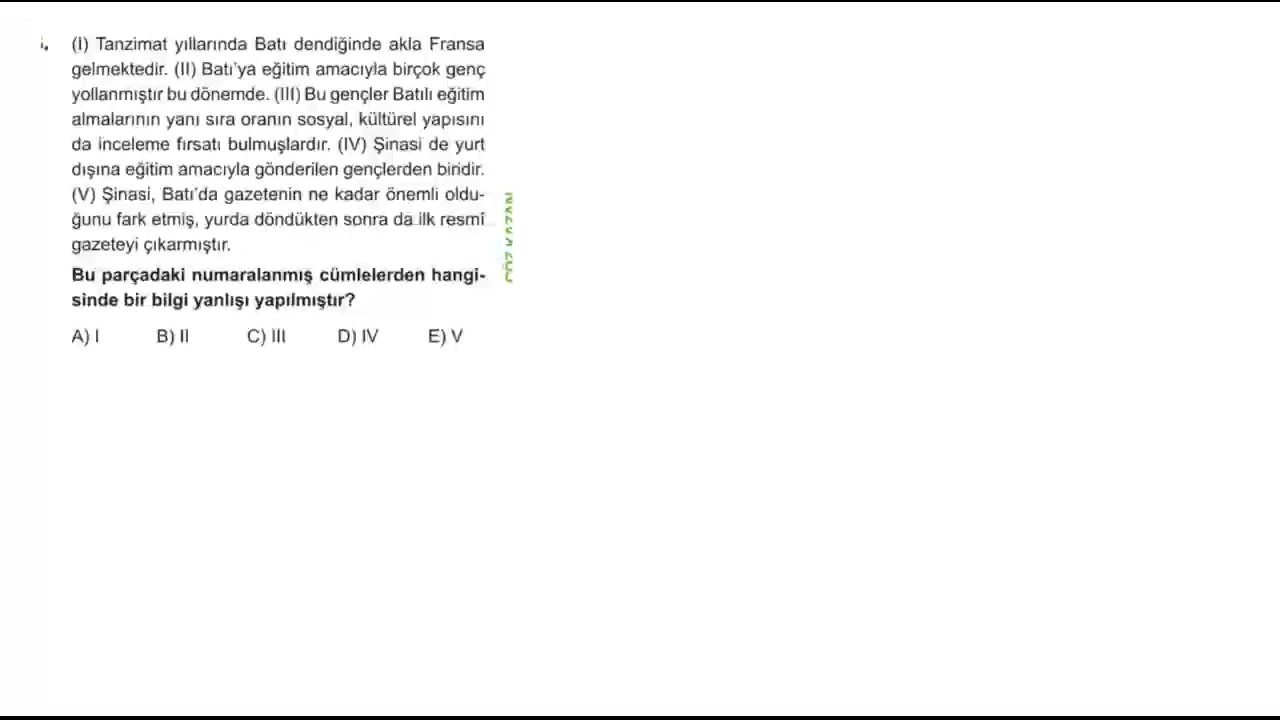 (I) Tanzimat yıllarında Batı dendiğinde akla Fransa
gelmektedir. (II) Batı'ya eğitim amacıyla birçok genç
yollanmıştır bu dönemde. (III) Bu gençler Batılı eğitim
almalarının yanı sıra oranın sosyal, kültürel yapısını
da inceleme fırsatı bulmuşlardır. (IV) Şinasi de yurt
dışına eğitim amacıyla gönderilen gençlerden biridir.
(V) Şinasi, Batı'da gazetenin ne kadar önemli oldu-
ğunu fark etmiş, yurda döndükten sonra da ilk resmî
gazeteyi çıkarmıştır.
Bu parçadaki numaralanmış cümlelerden hangi-
sinde bir bilgi yanlışı yapılmıştır?
A) I B) II C) III D) IV E) V